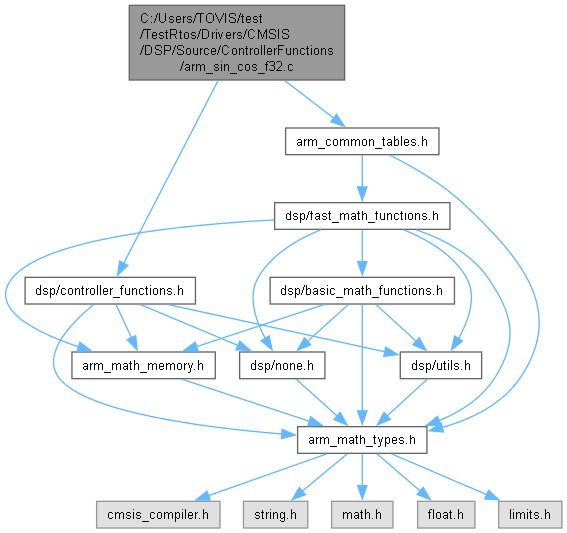 C:/Users/TOVIS/test
/TestRtos/Drivers/CMSIS
/DSP/Source/ControllerFunctions
/arm_sin_cos_f32.c
arm_common_tables.h
dsp/fast_math_functions.h
dsp/controller_functions.h
dsp/basic_math_functions.h
arm_math_memory.h
dsp/none.h
dsp/utils.h
arm_math_types.h
cmsis_compiler.h
string.h
math.h
float.h
limits.h